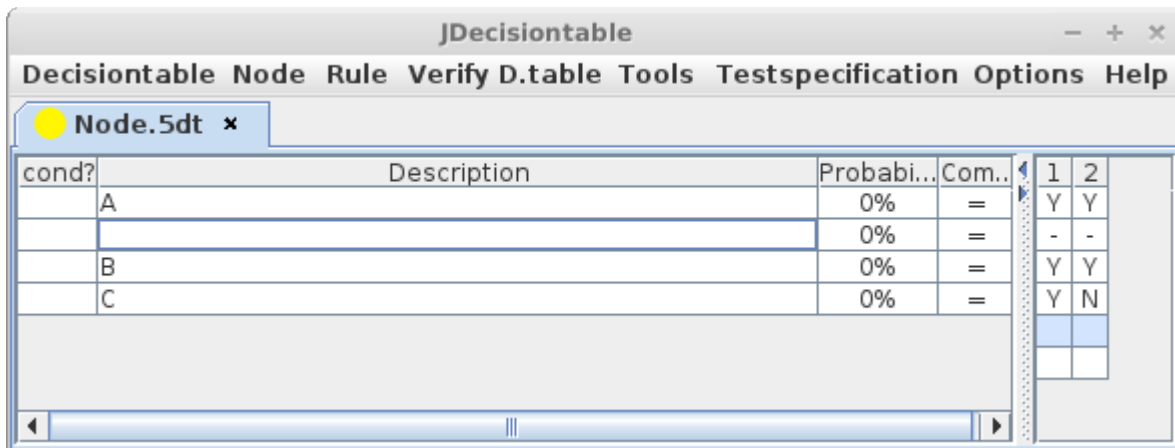 JDecisiontable
Decisiontable Node Rule Verify D.table Tools Testspecification Options Help
Node.5dt ×
cond? Description Probabi... Com.. 1 2
A 0% = Y Y
0% = - -
B 0% = Y Y
C 0% = Y N